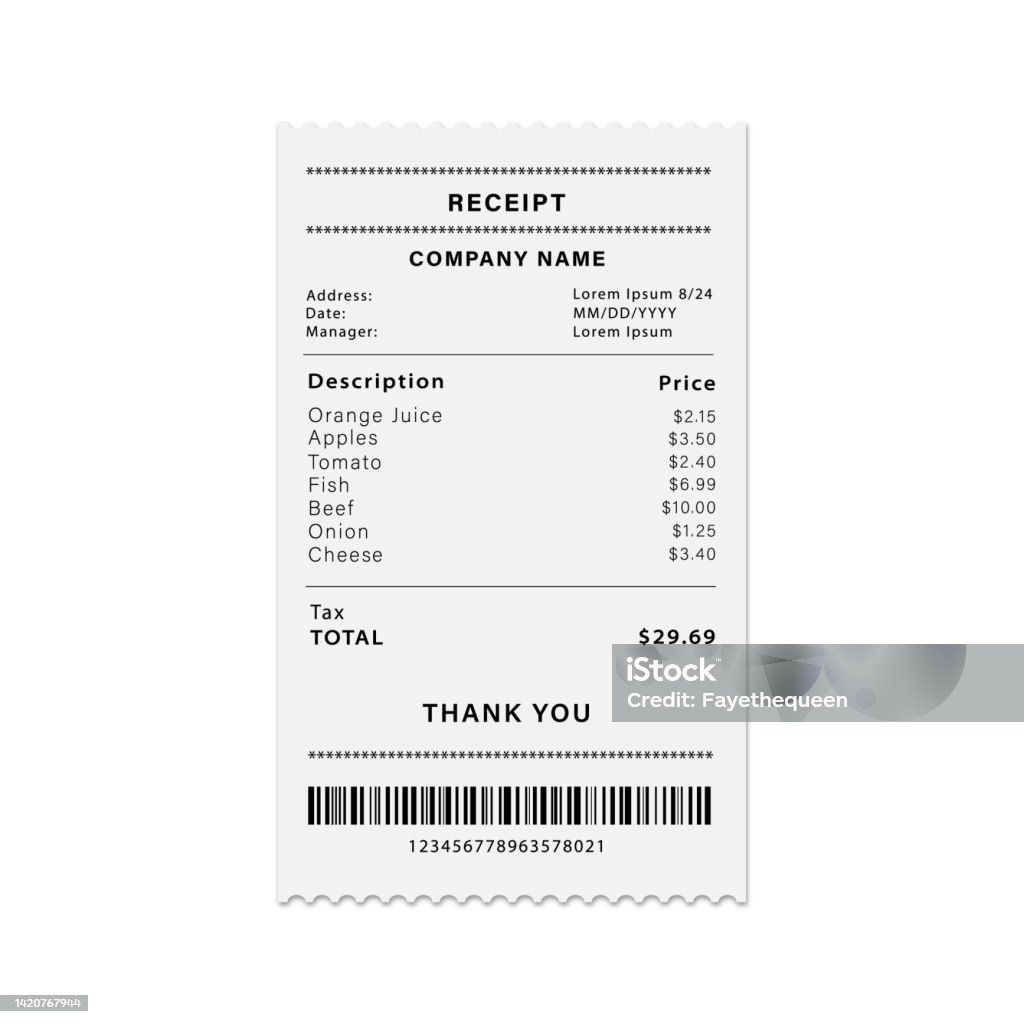 *****************************************************
RECEIPT
*****************************************************
COMPANY NAME
Address: Lorem Ipsum 8/24
Date: MM/DD/YYYY
Manager: Lorem Ipsum
Description Price
Orange Juice $2.15
Apples $3.50
Tomato $2.40
Fish $6.99
Beef $10.00
Onion $1.25
Cheese $3.40
Tax
TOTAL $29.69
iStock™
Credit: Fayethequeen
THANK YOU
*****************************************************
123456778963578021
1420767944